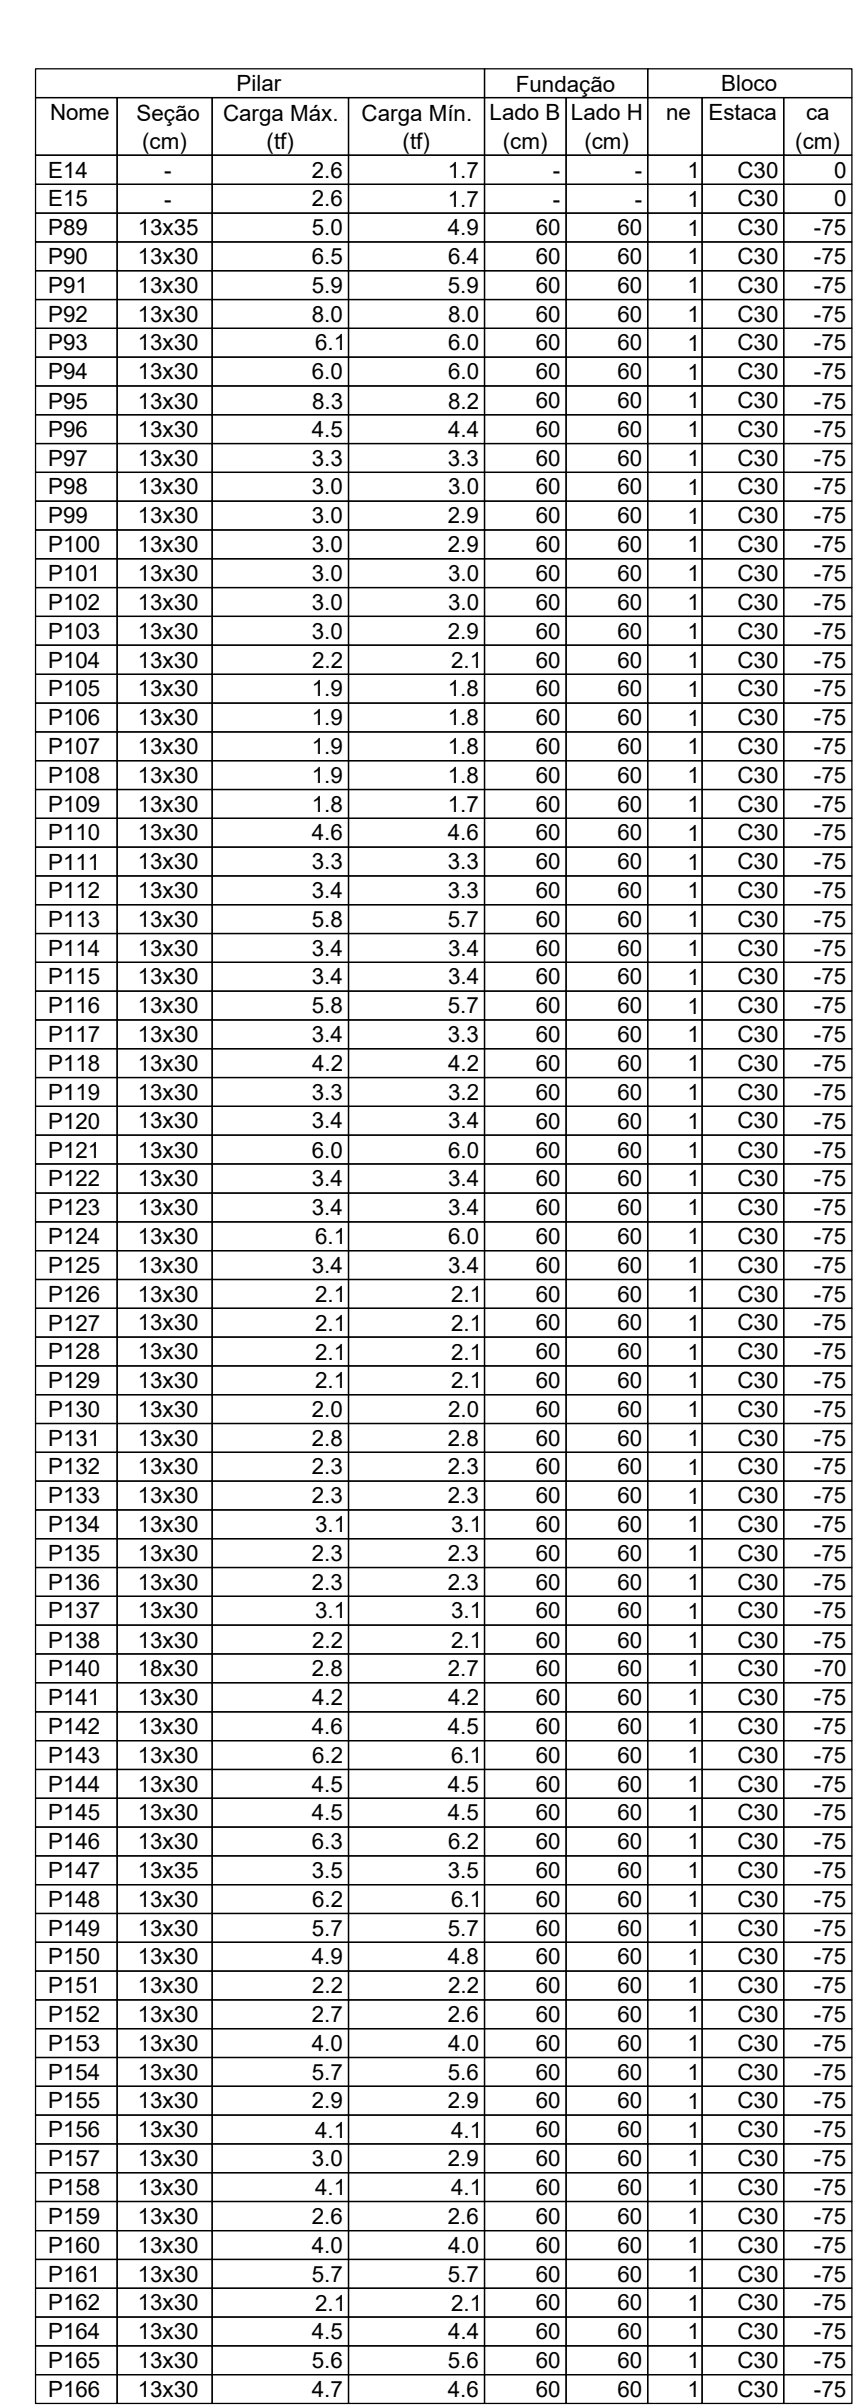 Pilar Fundação Bloco
Nome Seção Carga Máx. Carga Mín. Lado B Lado H ne Estaca ca
(cm) (tf) (tf) (cm) (cm) (cm)
E14 - 2.6 1.7 - - 1 C30 0
E15 - 2.6 1.7 - - 1 C30 0
P89 13x35 5.0 4.9 60 60 1 C30 -75
P90 13x30 6.5 6.4 60 60 1 C30 -75
P91 13x30 5.9 5.9 60 60 1 C30 -75
P92 13x30 8.0 8.0 60 60 1 C30 -75
P93 13x30 6.1 6.0 60 60 1 C30 -75
P94 13x30 6.0 6.0 60 60 1 C30 -75
P95 13x30 8.3 8.2 60 60 1 C30 -75
P96 13x30 4.5 4.4 60 60 1 C30 -75
P97 13x30 3.3 3.3 60 60 1 C30 -75
P98 13x30 3.0 3.0 60 60 1 C30 -75
P99 13x30 3.0 2.9 60 60 1 C30 -75
P100 13x30 3.0 2.9 60 60 1 C30 -75
P101 13x30 3.0 3.0 60 60 1 C30 -75
P102 13x30 3.0 3.0 60 60 1 C30 -75
P103 13x30 3.0 2.9 60 60 1 C30 -75
P104 13x30 2.2 2.1 60 60 1 C30 -75
P105 13x30 1.9 1.8 60 60 1 C30 -75
P106 13x30 1.9 1.8 60 60 1 C30 -75
P107 13x30 1.9 1.8 60 60 1 C30 -75
P108 13x30 1.9 1.8 60 60 1 C30 -75
P109 13x30 1.8 1.7 60 60 1 C30 -75
P110 13x30 4.6 4.6 60 60 1 C30 -75
P111 13x30 3.3 3.3 60 60 1 C30 -75
P112 13x30 3.4 3.3 60 60 1 C30 -75
P113 13x30 5.8 5.7 60 60 1 C30 -75
P114 13x30 3.4 3.4 60 60 1 C30 -75
P115 13x30 3.4 3.4 60 60 1 C30 -75
P116 13x30 5.8 5.7 60 60 1 C30 -75
P117 13x30 3.4 3.3 60 60 1 C30 -75
P118 13x30 4.2 4.2 60 60 1 C30 -75
P119 13x30 3.3 3.2 60 60 1 C30 -75
P120 13x30 3.4 3.4 60 60 1 C30 -75
P121 13x30 6.0 6.0 60 60 1 C30 -75
P122 13x30 3.4 3.4 60 60 1 C30 -75
P123 13x30 3.4 3.4 60 60 1 C30 -75
P124 13x30 6.1 6.0 60 60 1 C30 -75
P125 13x30 3.4 3.4 60 60 1 C30 -75
P126 13x30 2.1 2.1 60 60 1 C30 -75
P127 13x30 2.1 2.1 60 60 1 C30 -75
P128 13x30 2.1 2.1 60 60 1 C30 -75
P129 13x30 2.1 2.1 60 60 1 C30 -75
P130 13x30 2.0 2.0 60 60 1 C30 -75
P131 13x30 2.8 2.8 60 60 1 C30 -75
P132 13x30 2.3 2.3 60 60 1 C30 -75
P133 13x30 2.3 2.3 60 60 1 C30 -75
P134 13x30 3.1 3.1 60 60 1 C30 -75
P135 13x30 2.3 2.3 60 60 1 C30 -75
P136 13x30 2.3 2.3 60 60 1 C30 -75
P137 13x30 3.1 3.1 60 60 1 C30 -75
P138 13x30 2.2 2.1 60 60 1 C30 -75
P140 18x30 2.8 2.7 60 60 1 C30 -70
P141 13x30 4.2 4.2 60 60 1 C30 -75
P142 13x30 4.6 4.5 60 60 1 C30 -75
P143 13x30 6.2 6.1 60 60 1 C30 -75
P144 13x30 4.5 4.5 60 60 1 C30 -75
P145 13x30 4.5 4.5 60 60 1 C30 -75
P146 13x30 6.3 6.2 60 60 1 C30 -75
P147 13x35 3.5 3.5 60 60 1 C30 -75
P148 13x30 6.2 6.1 60 60 1 C30 -75
P149 13x30 5.7 5.7 60 60 1 C30 -75
P150 13x30 4.9 4.8 60 60 1 C30 -75
P151 13x30 2.2 2.2 60 60 1 C30 -75
P152 13x30 2.7 2.6 60 60 1 C30 -75
P153 13x30 4.0 4.0 60 60 1 C30 -75
P154 13x30 5.7 5.6 60 60 1 C30 -75
P155 13x30 2.9 2.9 60 60 1 C30 -75
P156 13x30 4.1 4.1 60 60 1 C30 -75
P157 13x30 3.0 2.9 60 60 1 C30 -75
P158 13x30 4.1 4.1 60 60 1 C30 -75
P159 13x30 2.6 2.6 60 60 1 C30 -75
P160 13x30 4.0 4.0 60 60 1 C30 -75
P161 13x30 5.7 5.7 60 60 1 C30 -75
P162 13x30 2.1 2.1 60 60 1 C30 -75
P164 13x30 4.5 4.4 60 60 1 C30 -75
P165 13x30 5.6 5.6 60 60 1 C30 -75
P166 13x30 4.7 4.6 60 60 1 C30 -75